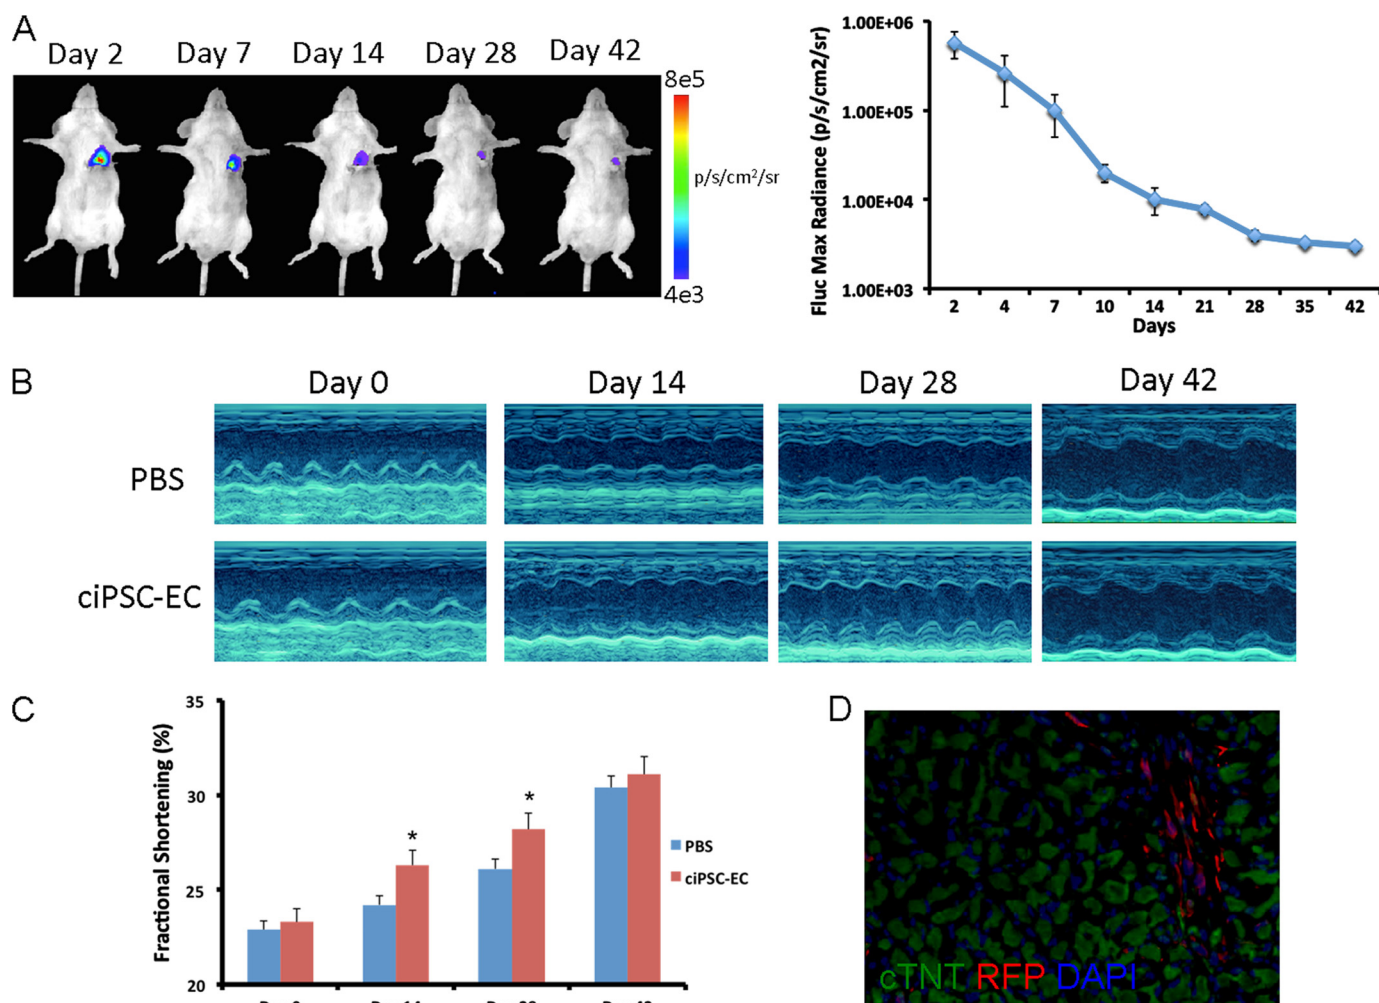 A
Day 2 Day 7 Day 14 Day 28 Day 42
8e5
p/s/cm2/sr
4e3
Fluc Max Radiance (p/s/cm2/sr)
1.00E+06
1.00E+05
1.00E+04
1.00E+03
2 4 7 10 14 21 28 35 42
Days
B
Day 0 Day 14 Day 28 Day 42
PBS
ciPSC-EC
C
Fractional Shortening (%)
35
30
25
20
*
*
PBS
ciPSC-EC
D
cTNT RFP DAPI